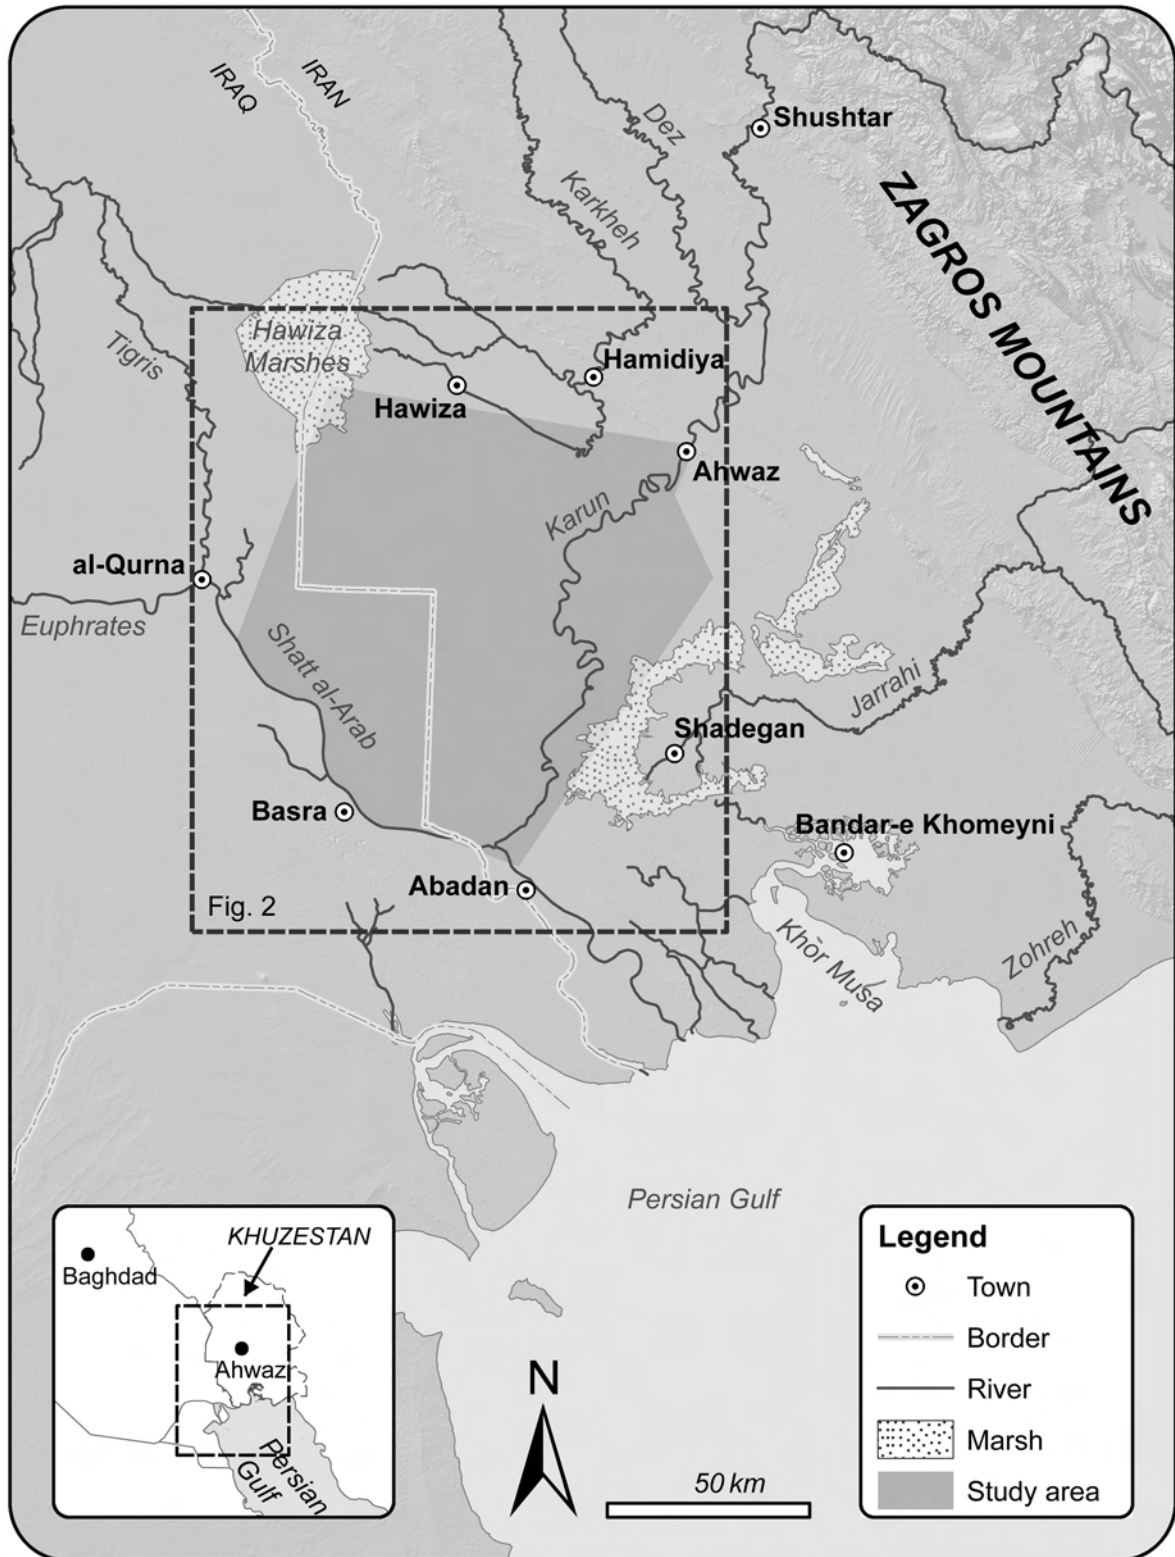 IRAQ
IRAN
Shushtar
Dez
Karkheh
ZAGROS MOUNTAINS
Hawiza
Marshes
Tigris
Hamidiya
Hawiza
Ahwaz
Karun
al-Qurna
Euphrates
Shatt al-Arab
Jarrahi
Shadegan
Basra
Bandar-e Khomeyni
Abadan
Fig. 2
Khōr Musa
Zohreh
Persian Gulf
KHUZESTAN
Baghdad
Ahwaz
Persian
Gulf
N
50 km
Legend
Town
Border
River
Marsh
Study area